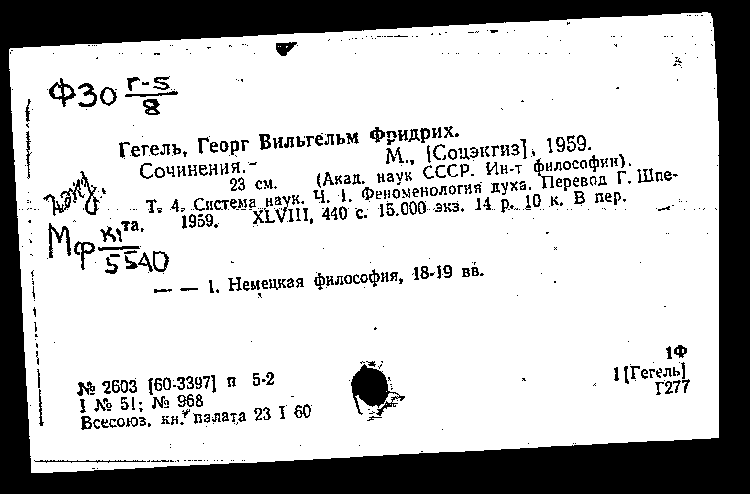 Ф30 Г-5/8
Гегель, Георг Вильгельм Фридрих.
Сочинения.- М., [Соцэкгиз], 1959.
23 см. (Акад. наук СССР. Ин-т философии).
Т. 4. Система наук. Ч. 1. Феноменология духа. Перевод Г. Шпе-
та. 1959. XLVIII, 440 с. 15.000 экз. 14 р. 10 к. В пер.
Мф К1/5540
— — 1. Немецкая философия, 18-19 вв.
№ 2603 [60-3397] п 5-2
1Ф
I № 51; № 968
1 [Гегель]
Всесоюз. кн. палата 23 I 60
Г277